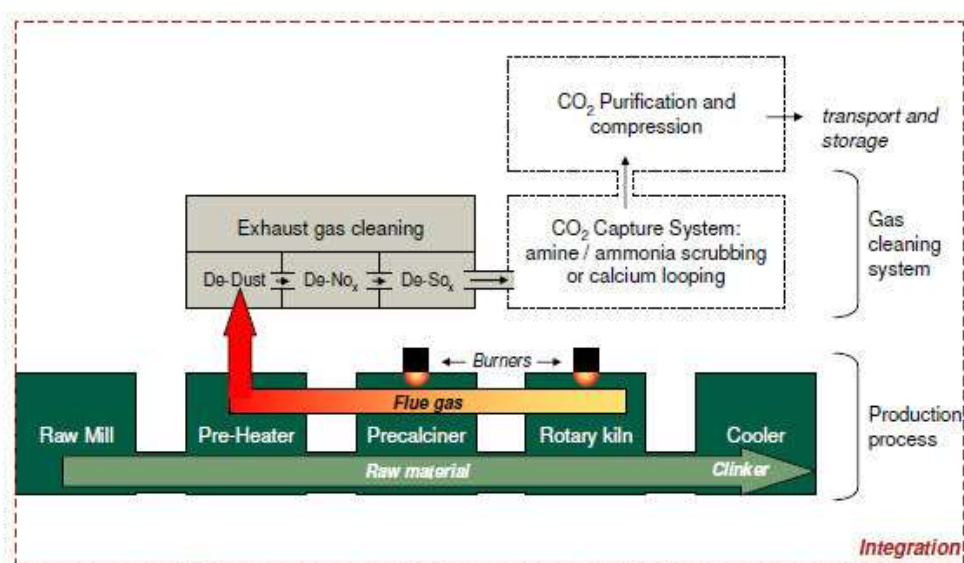 CO₂ Purification and
compression
transport and
storage
Exhaust gas cleaning
De-Dust
De-Noₓ
De-Soₓ
CO₂ Capture System:
amine / ammonia scrubbing
or calcium looping
Gas
cleaning
system
Burners
Flue gas
Raw Mill
Pre-Heater
Precalciner
Rotary kiln
Cooler
Production
process
Raw material
Clinker
Integration